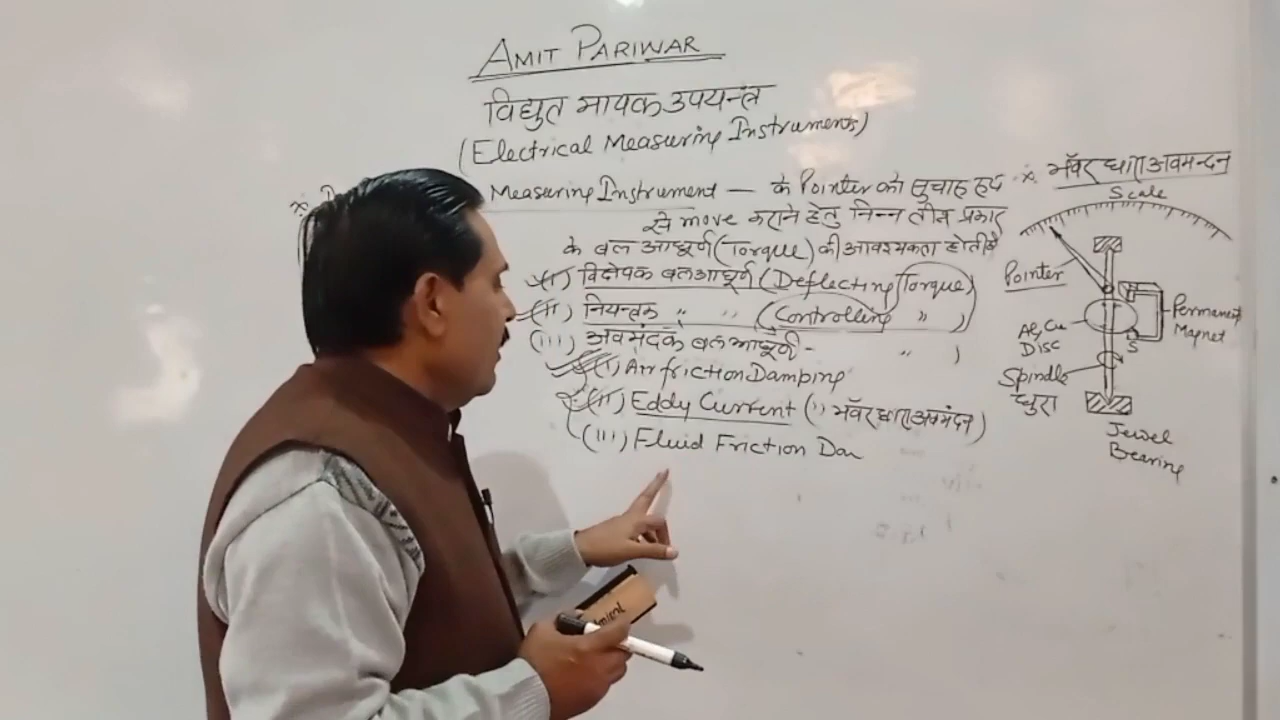 AMIT PARIWAR
विद्युत मापक उपयन्त्र
(Electrical Measuring Instruments)
Measuring Instrument — के Pointer को सुचारू रूप
से move कराने हेतु निम्न तीन प्रकार
के बल आघूर्ण (Torque) की आवश्यकता होती है
(i) विक्षेपक बल आघूर्ण (Deflecting Torque)
(ii) नियन्त्रक " " (Controlling " )
(iii) अवमंदक बल आघूर्ण - " )
(i) Air friction Damping
(ii) Eddy Current (") भँवर धारा अवमंदन)
(iii) Fluid Friction Da
* भँवर धारा अवमन्दन
Scale
Pointer
Permanent
Magnet
Al, Cu
Disc
S
Spindle
धुरा
Jewel
Bearing